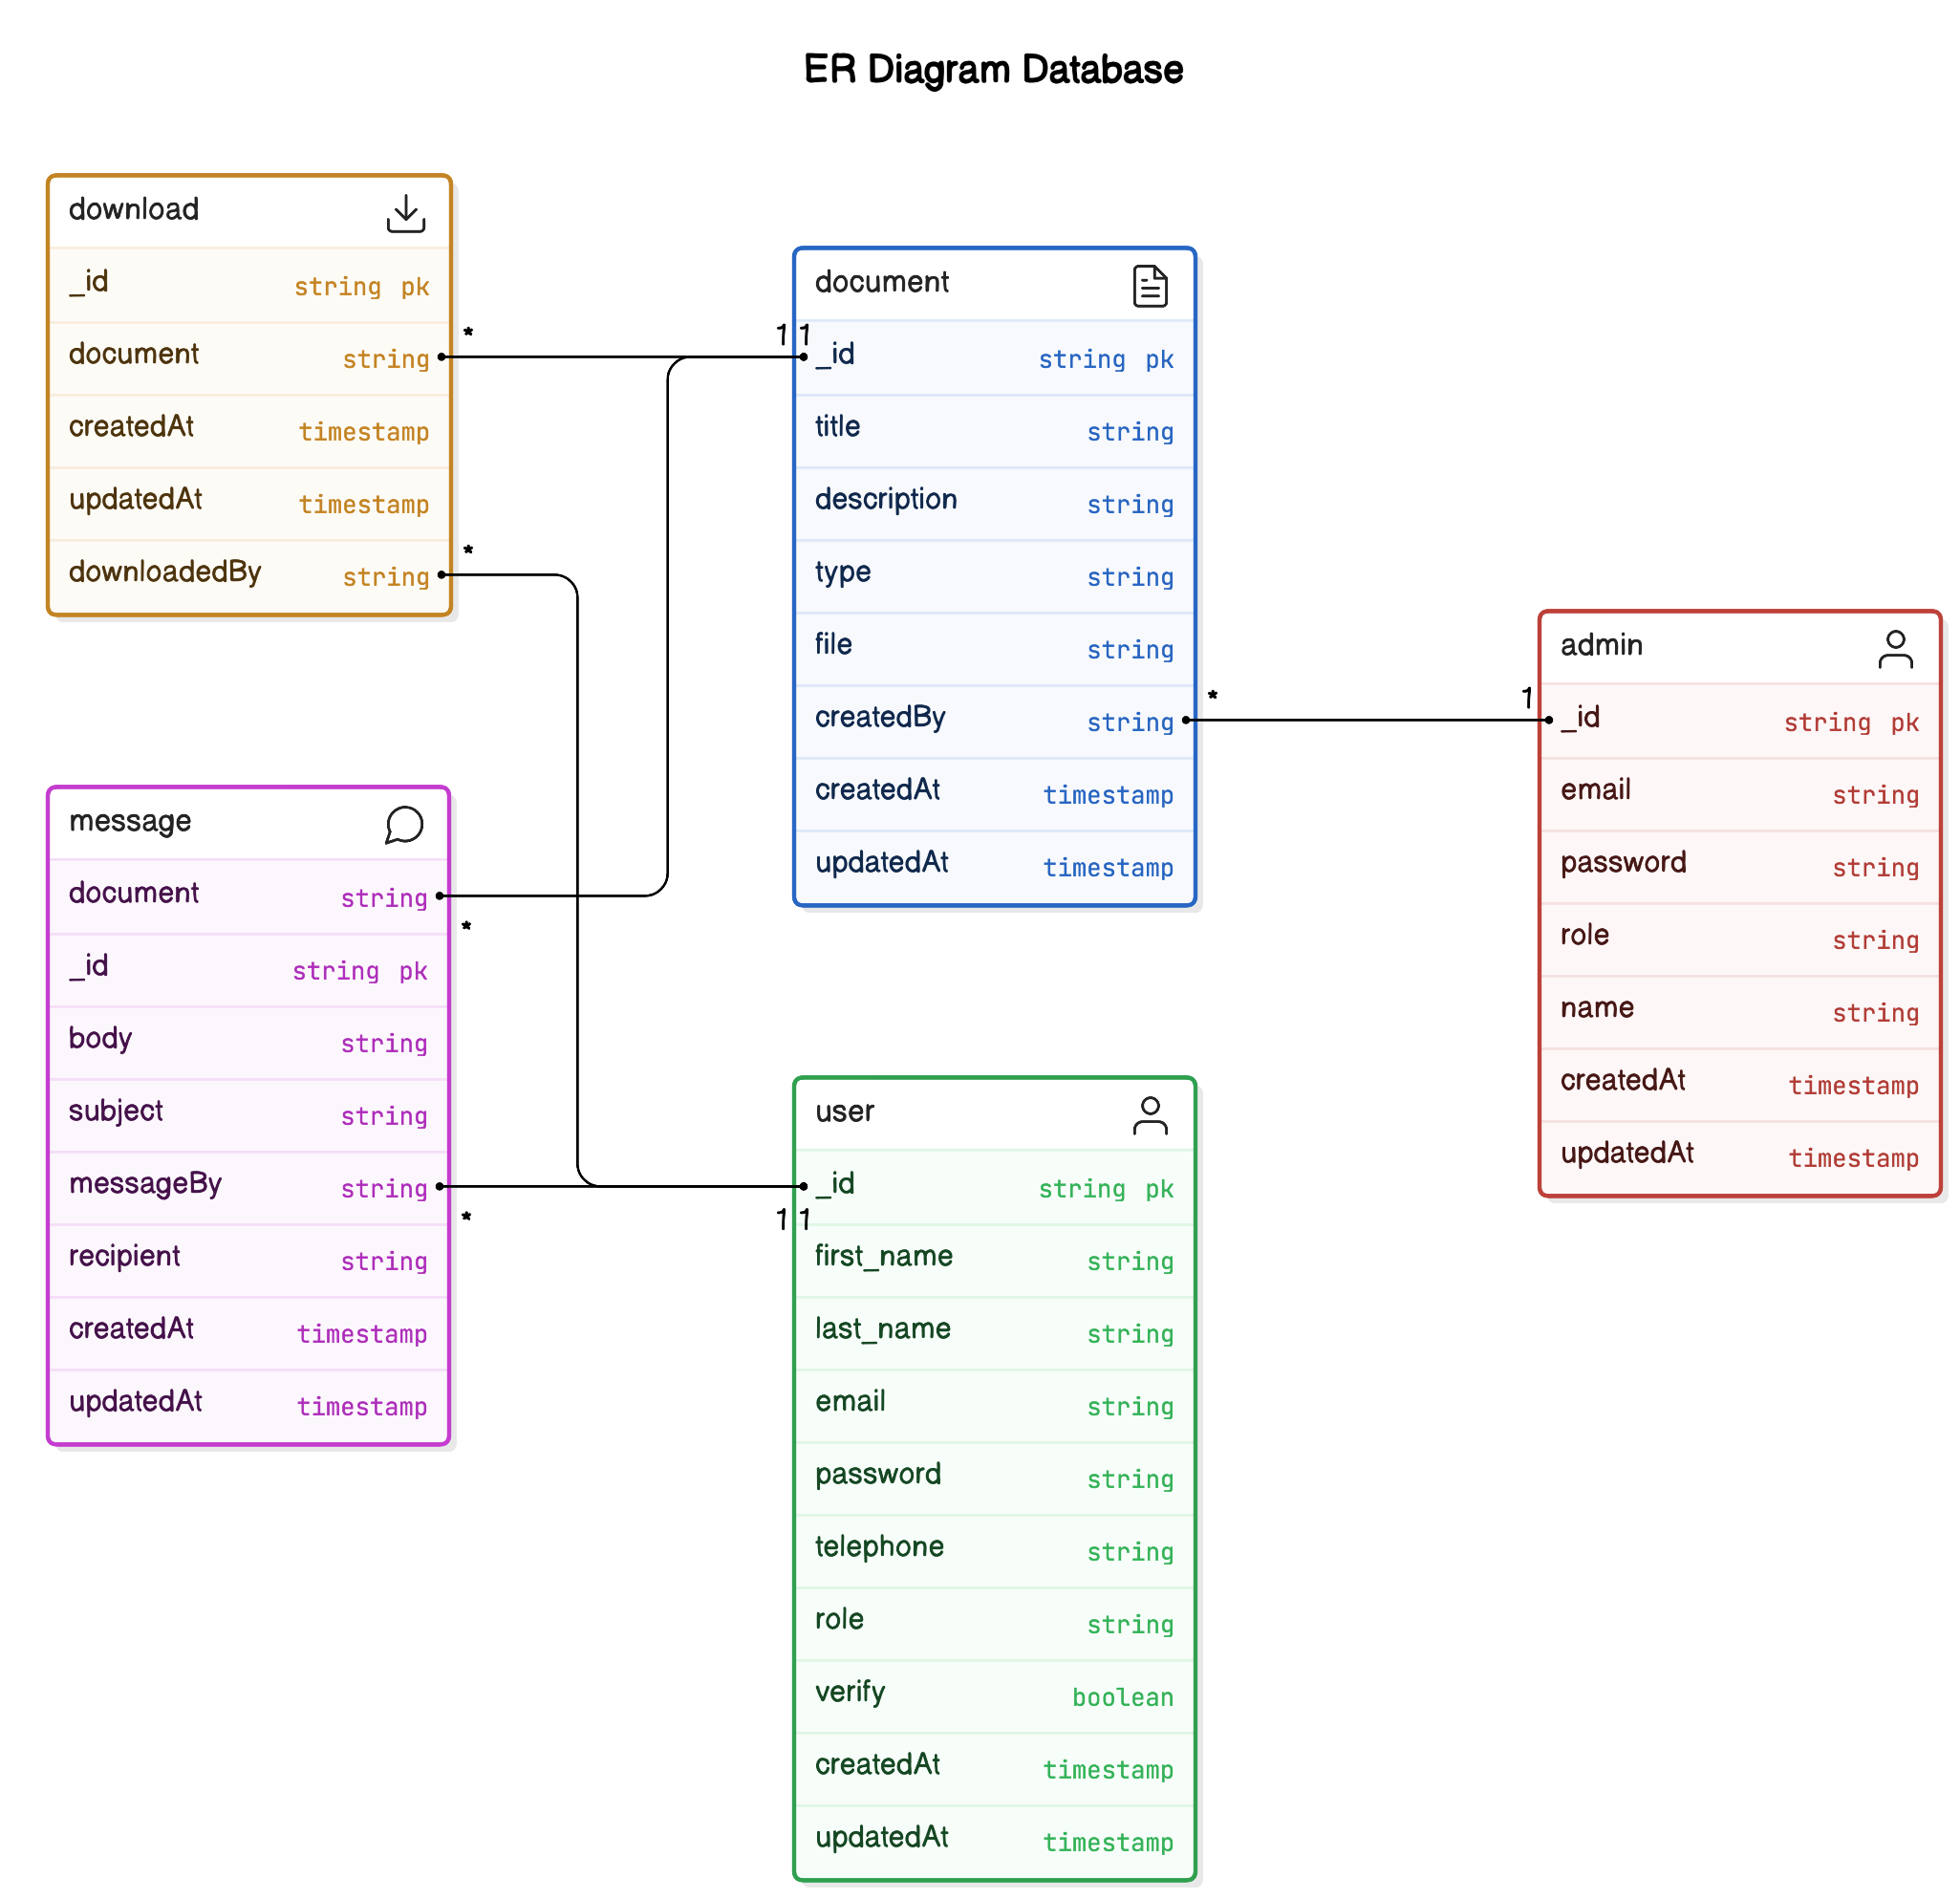 ER Diagram Database
download
_id string pk
document string
createdAt timestamp
updatedAt timestamp
downloadedBy string
*
*
message
document string
_id string pk
body string
subject string
messageBy string
recipient string
createdAt timestamp
updatedAt timestamp
*
*
1 1
document
_id string pk
title string
description string
type string
file string
createdBy string
createdAt timestamp
updatedAt timestamp
* 1
user
_id string pk
1 1
first_name string
last_name string
email string
password string
telephone string
role string
verify boolean
createdAt timestamp
updatedAt timestamp
admin
_id string pk
email string
password string
role string
name string
createdAt timestamp
updatedAt timestamp